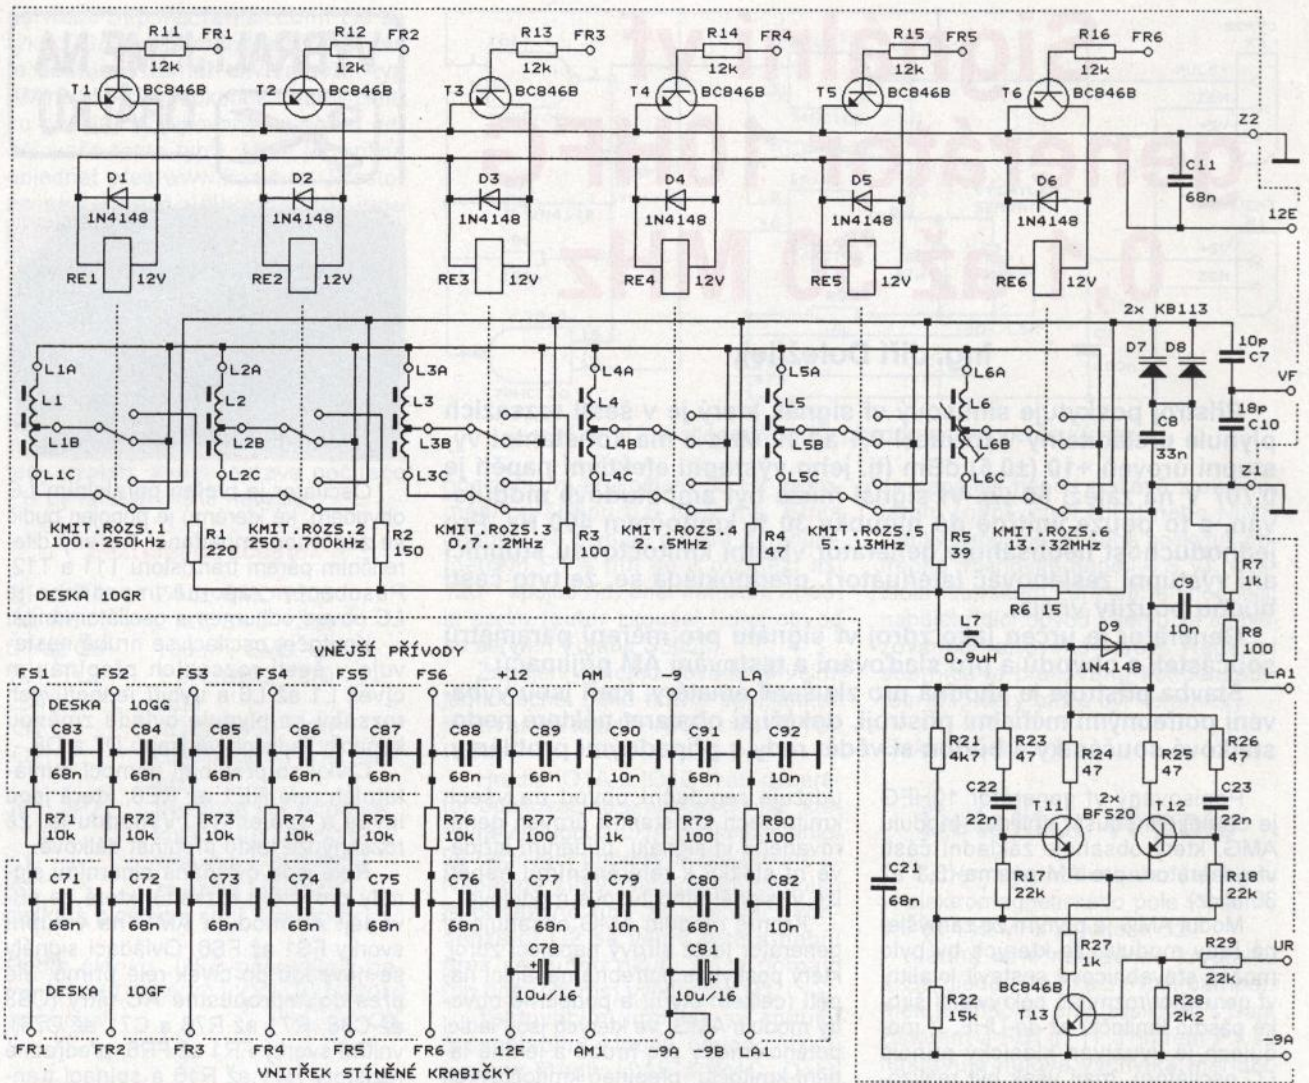 R11 FR1 R12 FR2 R13 FR3 R14 FR4 R15 FR5 R16 FR6
12k 12k 12k 12k 12k 12k
T1 BC846B T2 BC846B T3 BC846B T4 BC846B T5 BC846B T6 BC846B
Z2
C11
68n
D1 D2 D3 D4 D5 D6
1N4148 1N4148 1N4148 1N4148 1N4148 1N4148
12E
RE1 12V RE2 12V RE3 12V RE4 12V RE5 12V RE6 12V
2x KB113
D7 D8
10p
C7
VF
18p
C10
C8
33n
L1A L2A L3A L4A L5A L6A
L1 L2 L3 L4 L5 L6
L1B L2B L3B L4B L5B L6B
L1C L2C L3C L4C L5C L6C
KMIT.ROZS.1
100...250kHz
R1
220
KMIT.ROZS.2
250...700kHz
R2
150
KMIT.ROZS.3
0,7...2MHz
R3
100
KMIT.ROZS.4
2...5MHz
R4
47
KMIT.ROZS.5
5...13MHz
R5
39
KMIT.ROZS.6
13...32MHz
R7
1k
C9
18p
R8
100
R6 15
DESKA 10GR
L7
D9
1N4148
LA1
VNĚJŠÍ PŘÍVODY
FS1 FS2 FS3 FS4 FS5 FS6 +12 AM -9 LA
DESKA 10GG
C83 C84 C85 C86 C87 C88 C89 C90 C91 C92
68n 68n 68n 68n 68n 68n 68n 10n 68n 10n
R71 R72 R73 R74 R75 R76 R77 R78 R79 R80
10k 10k 10k 10k 10k 10k 100 1k 100 100
C71 C72 C73 C74 C75 C76 C77 C79 C80 C82
68n 68n 68n 68n 68n 68n 68n 10n 68n 10n
C78
10u/16
C81
10u/16
DESKA 10GF
FR1 FR2 FR3 FR4 FR5 FR6 12E AM1 -9A -9B LA1
VNITŘEK STÍNĚNÉ KRABIČKY
R21
4k7
R23
47
R24
47
R25
47
R26
47
C22
22n
T11
2x
BFS20
T12
C23
22n
C21
68n
R17
22k
R18
22k
R27
1k
R29
22k
UR
BC846B
T13
R28
2k2
R22
15k
-9A